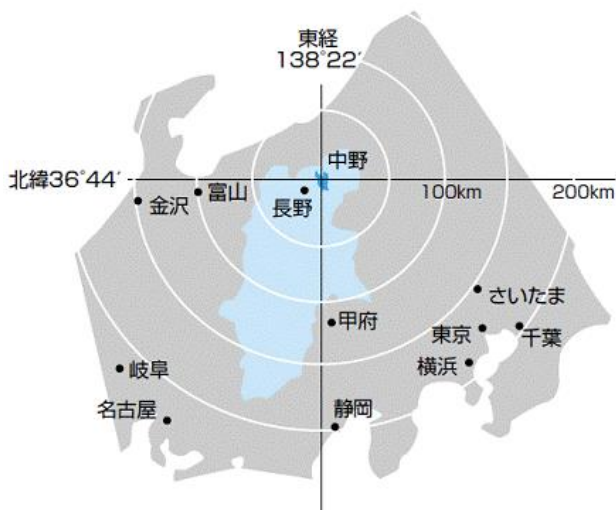 東経
138°22′
中野
北緯36°44′
富山
金沢
長野
100km
200km
さいたま
甲府
東京
千葉
横浜
岐阜
名古屋
静岡